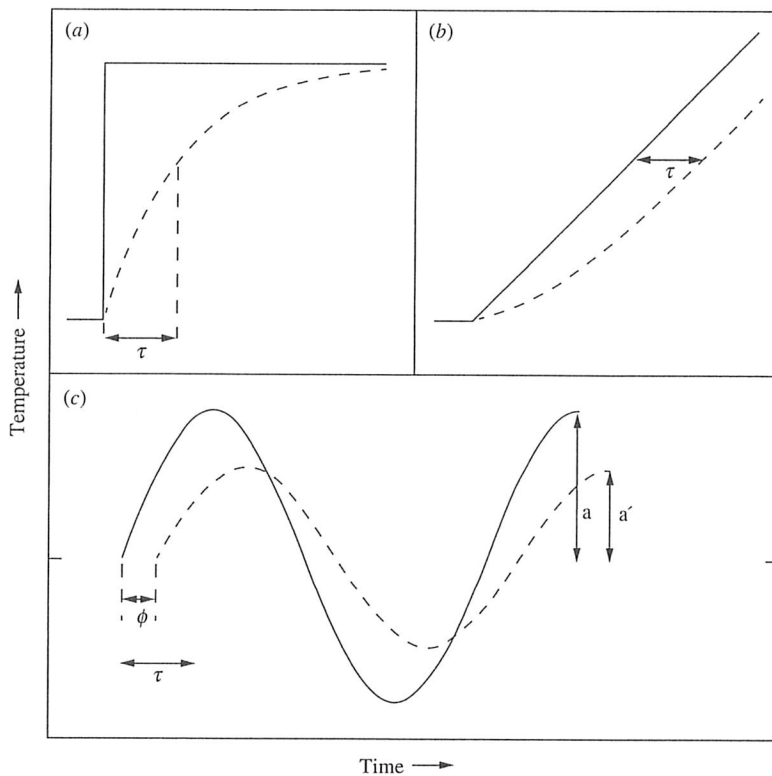 (a)
(b)
τ
τ
Temperature
(c)
a
a′
ϕ
τ
Time